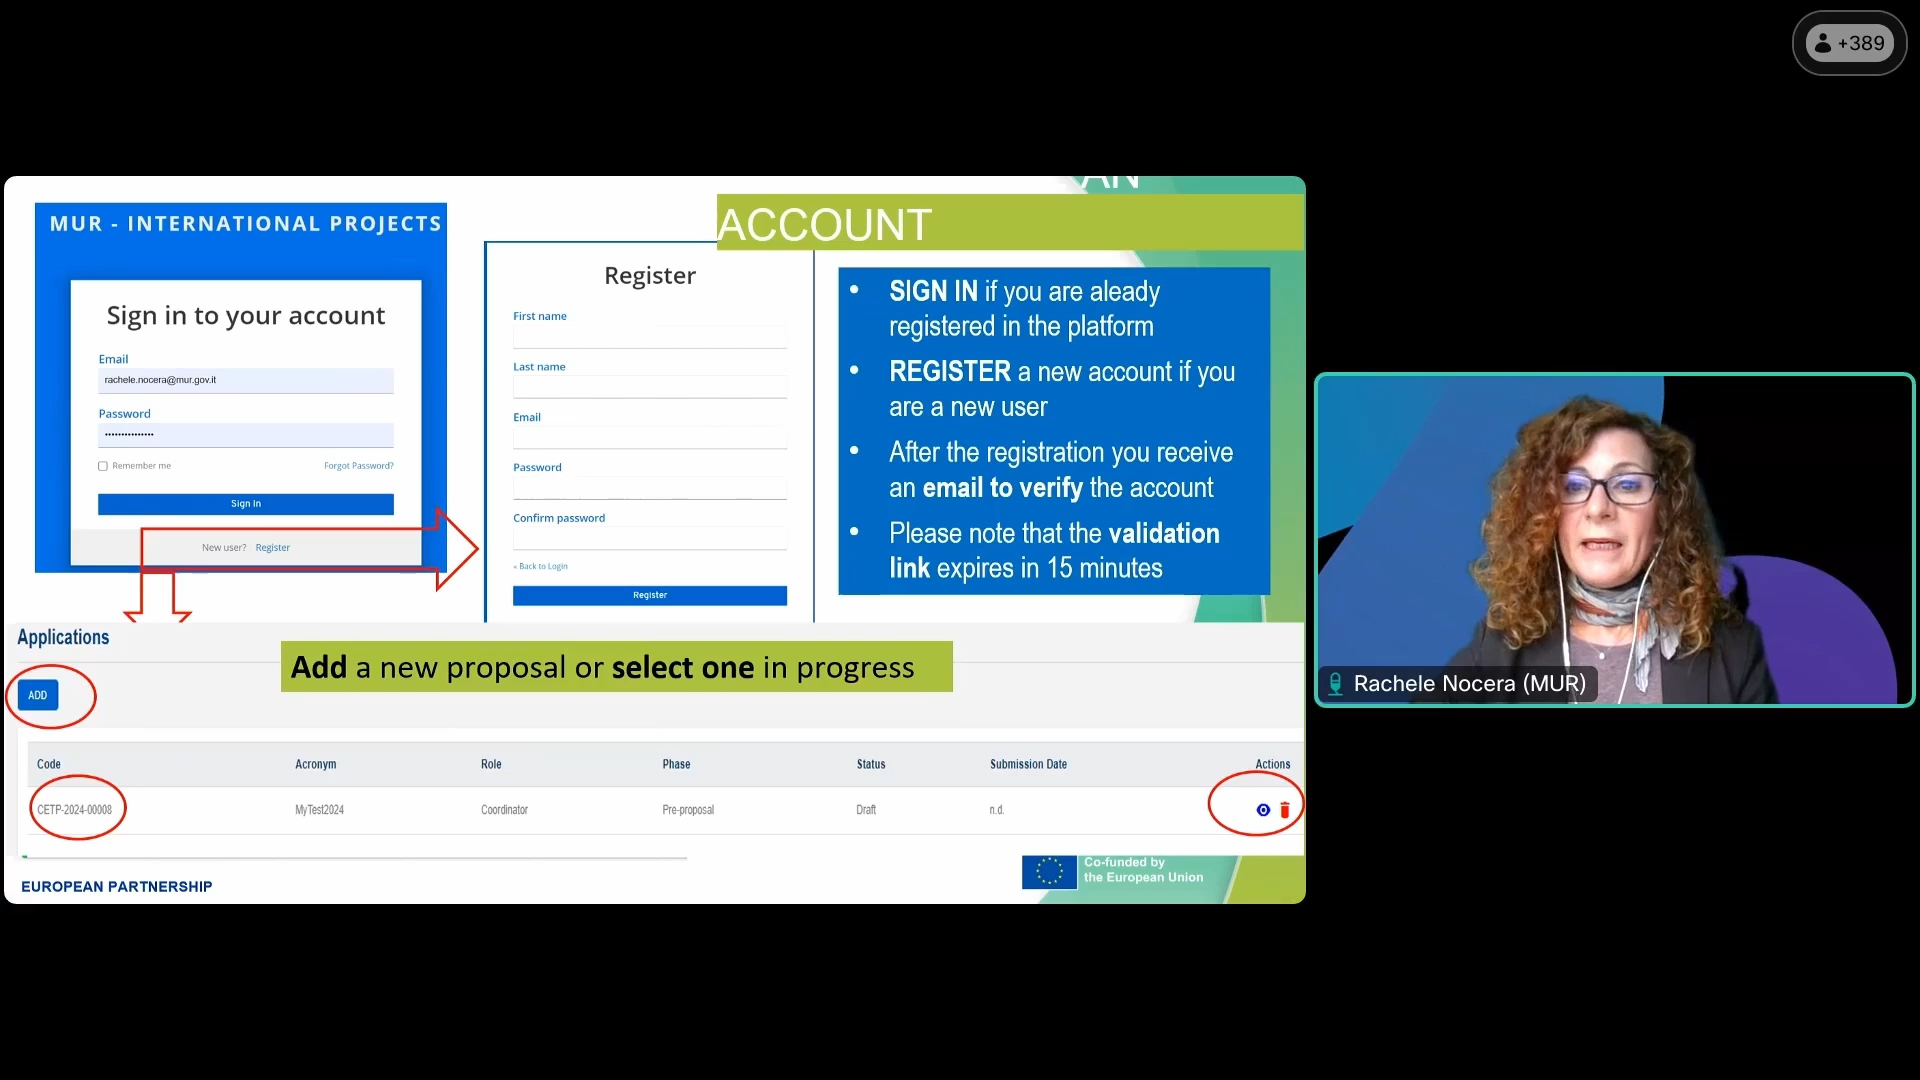 +389
AN
ACCOUNT
MUR - INTERNATIONAL PROJECTS
Sign in to your account
Email
rachele.nocera@mur.gov.it
Password
•••••••••••••••
Remember me
Forgot Password?
Sign In
New user? Register
Register
First name
Last name
Email
Password
Confirm password
« Back to Login
Register
• SIGN IN if you are aleady
registered in the platform
• REGISTER a new account if you
are a new user
• After the registration you receive
an email to verify the account
• Please note that the validation
link expires in 15 minutes
Applications
Add a new proposal or select one in progress
ADD
Code Acronym Role Phase Status Submission Date Actions
CETP-2024-00008 MyTest2024 Coordinator Pre-proposal Draft n.d.
EUROPEAN PARTNERSHIP
Co-funded by
the European Union
Rachele Nocera (MUR)